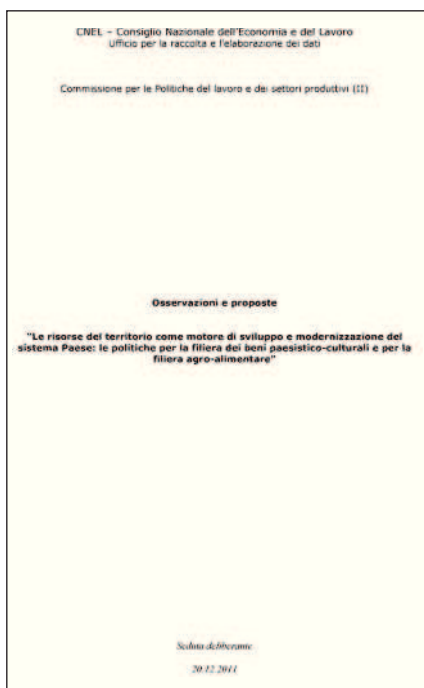 CNEL – Consiglio Nazionale dell'Economia e del Lavoro
Ufficio per la raccolta e l'elaborazione dei dati
Commissione per le Politiche del lavoro e dei settori produttivi (II)
Osservazioni e proposte
"Le risorse del territorio come motore di sviluppo e modernizzazione del
sistema Paese: le politiche per la filiera dei beni paesistico-culturali e per la
filiera agro-alimentare"
Seduta deliberante
20.12.2011